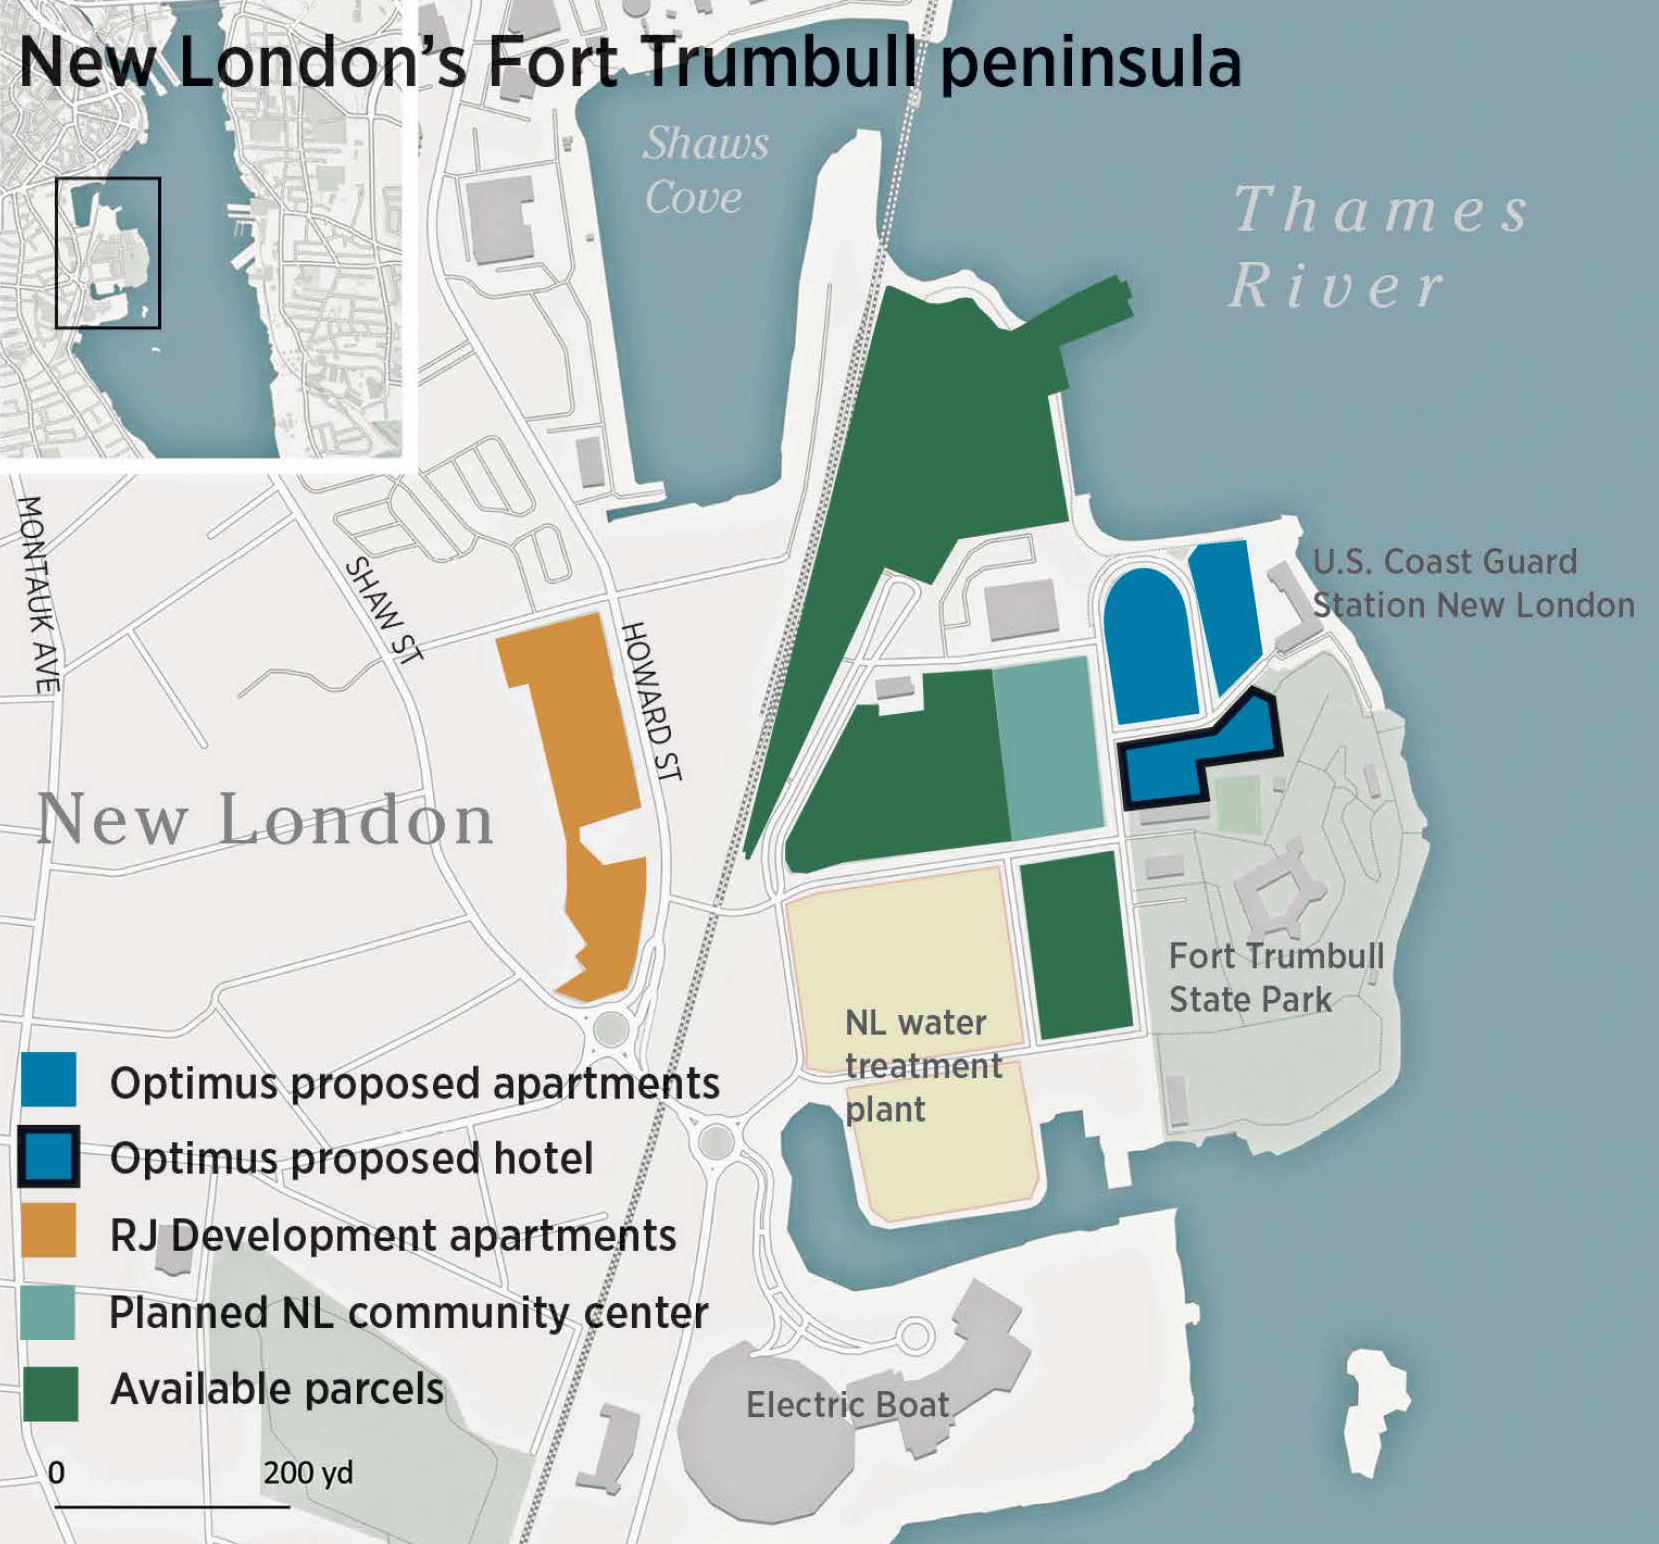 New London’s Fort Trumbull peninsula
Shaws
Cove
Thames
River
MONTAUK AVE
SHAW ST
HOWARD ST
U.S. Coast Guard
Station New London
New London
Fort Trumbull
State Park
NL water
treatment
plant
Optimus proposed apartments
Optimus proposed hotel
RJ Development apartments
Planned NL community center
Available parcels
Electric Boat
0
200 yd